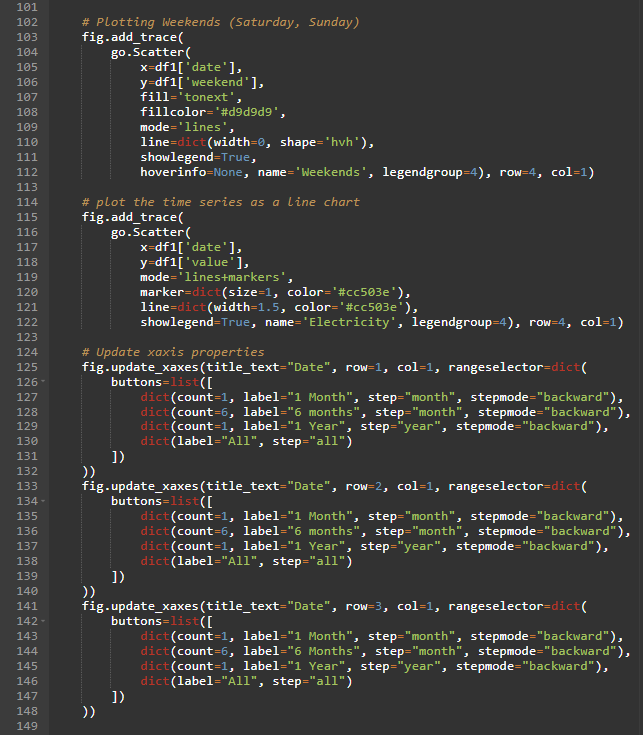 101
102 # Plotting Weekends (Saturday, Sunday)
103 fig.add_trace(
104 go.Scatter(
105 x=df1['date'],
106 y=df1['weekend'],
107 fill='tonext',
108 fillcolor='#d9d9d9',
109 mode='lines',
110 line=dict(width=0, shape='hvh'),
111 showlegend=True,
112 hoverinfo=None, name='Weekends', legendgroup=4), row=4, col=1)
113
114 # plot the time series as a line chart
115 fig.add_trace(
116 go.Scatter(
117 x=df1['date'],
118 y=df1['value'],
119 mode='lines+markers',
120 marker=dict(size=1, color='#cc503e'),
121 line=dict(width=1.5, color='#cc503e'),
122 showlegend=True, name='Electricity', legendgroup=4), row=4, col=1)
123
124 # Update xaxis properties
125 fig.update_xaxes(title_text="Date", row=1, col=1, rangeselector=dict(
126 buttons=list([
127 dict(count=1, label="1 Month", step="month", stepmode="backward"),
128 dict(count=6, label="6 months", step="month", stepmode="backward"),
129 dict(count=1, label="1 Year", step="year", stepmode="backward"),
130 dict(label="All", step="all")
131 ])
132 ))
133 fig.update_xaxes(title_text="Date", row=2, col=1, rangeselector=dict(
134 buttons=list([
135 dict(count=1, label="1 Month", step="month", stepmode="backward"),
136 dict(count=6, label="6 months", step="month", stepmode="backward"),
137 dict(count=1, label="1 Year", step="year", stepmode="backward"),
138 dict(label="All", step="all")
139 ])
140 ))
141 fig.update_xaxes(title_text="Date", row=3, col=1, rangeselector=dict(
142 buttons=list([
143 dict(count=1, label="1 Month", step="month", stepmode="backward"),
144 dict(count=6, label="6 Months", step="month", stepmode="backward"),
145 dict(count=1, label="1 Year", step="year", stepmode="backward"),
146 dict(label="All", step="all")
147 ])
148 ))
149